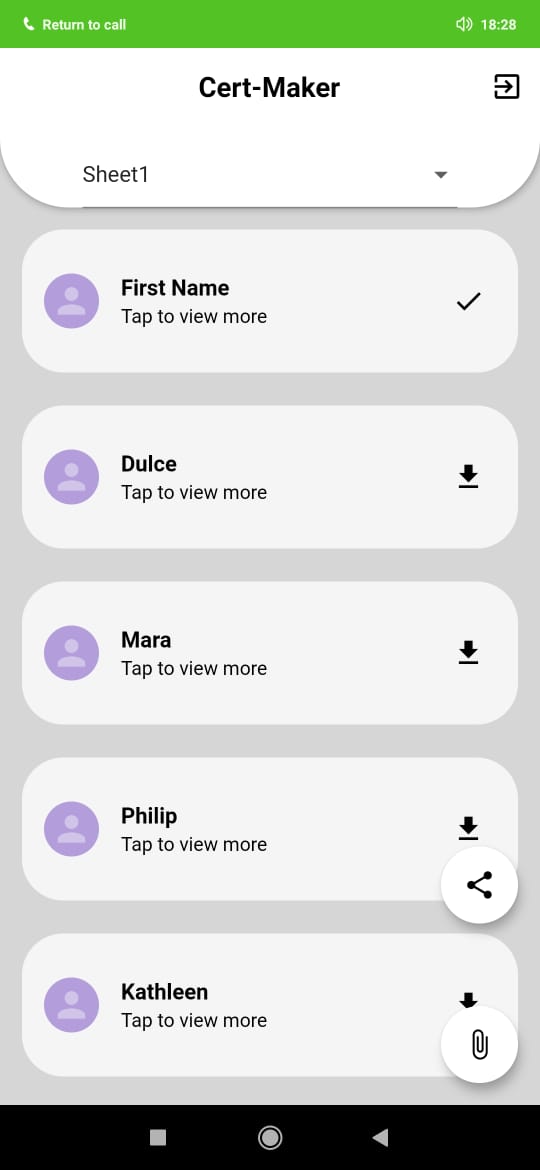 Return to call
18:28
Cert-Maker
Sheet1
First Name
Tap to view more
Dulce
Tap to view more
Mara
Tap to view more
Philip
Tap to view more
Kathleen
Tap to view more